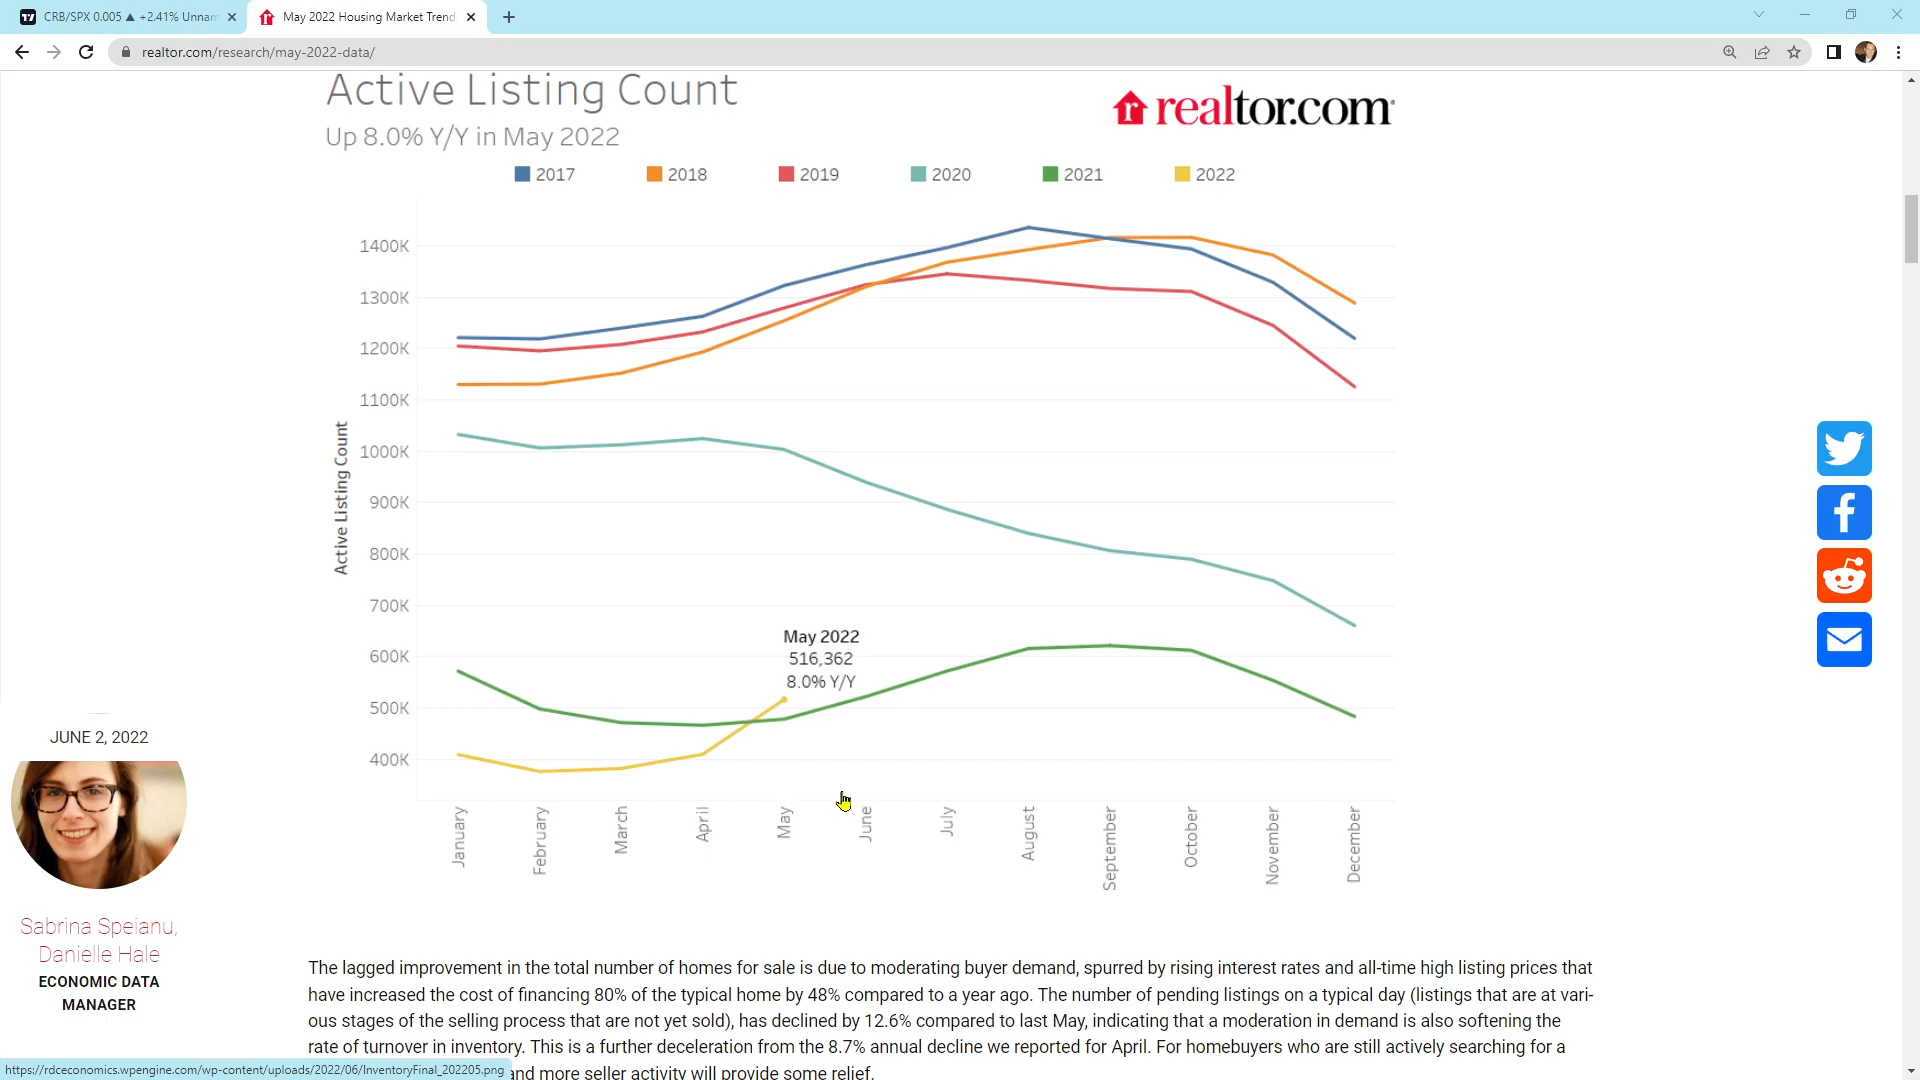 CRB/SPX 0.005 ▲ +2.41% Unnam
May 2022 Housing Market Trend
realtor.com/research/may-2022-data/
Active Listing Count
Up 8.0% Y/Y in May 2022
realtor.com
2017 2018 2019 2020 2021 2022
1400K
1300K
1200K
1100K
1000K
900K
800K
700K
600K
500K
400K
Active Listing Count
May 2022
516,362
8.0% Y/Y
January February March April May June July August September October November December
JUNE 2, 2022
Sabrina Speianu,
Danielle Hale
ECONOMIC DATA
MANAGER
The lagged improvement in the total number of homes for sale is due to moderating buyer demand, spurred by rising interest rates and all-time high listing prices that
have increased the cost of financing 80% of the typical home by 48% compared to a year ago. The number of pending listings on a typical day (listings that are at vari-
ous stages of the selling process that are not yet sold), has declined by 12.6% compared to last May, indicating that a moderation in demand is also softening the
rate of turnover in inventory. This is a further deceleration from the 8.7% annual decline we reported for April. For homebuyers who are still actively searching for a
and more seller activity will provide some relief.
https://rdceconomics.wpengine.com/wp-content/uploads/2022/06/InventoryFinal_202205.png